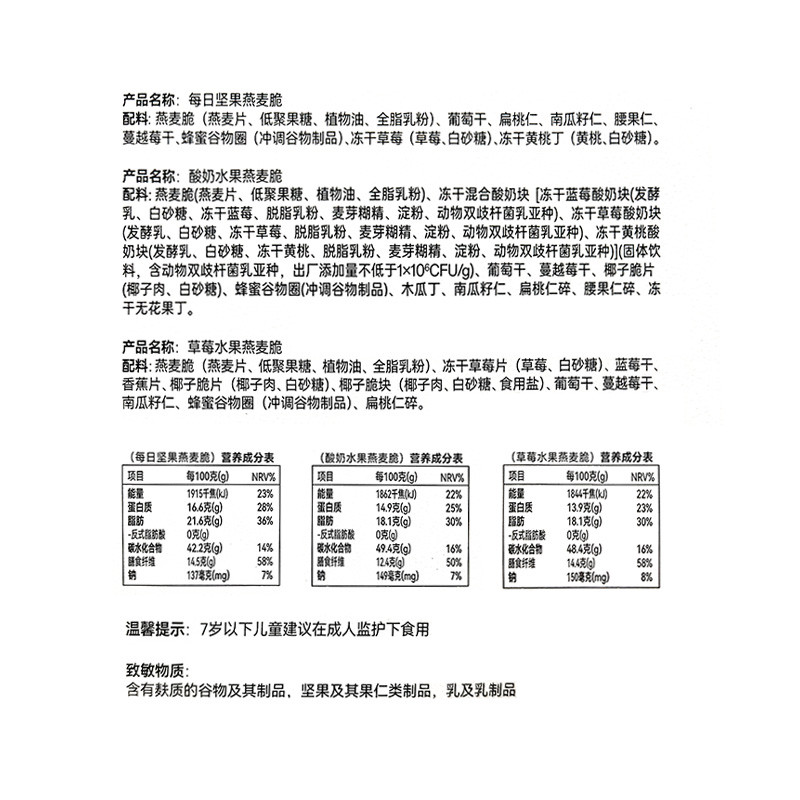 产品名称：每日坚果燕麦脆
配料: 燕麦脆（燕麦片、低聚果糖、植物油、全脂乳粉）、葡萄干、扁桃仁、南瓜籽仁、腰果仁、
蔓越莓干、蜂蜜谷物圈（冲调谷物制品）、冻干草莓（草莓、白砂糖）、冻干黄桃丁（黄桃、白砂糖）。
产品名称：酸奶水果燕麦脆
配料: 燕麦脆(燕麦片、低聚果糖、植物油、全脂乳粉)、冻干混合酸奶块 [冻干蓝莓酸奶块(发酵
乳、白砂糖、冻干蓝莓、脱脂乳粉、麦芽糊精、淀粉、动物双歧杆菌乳亚种)、冻干草莓酸奶块
(发酵乳、白砂糖、冻干草莓、脱脂乳粉、麦芽糊精、淀粉、动物双歧杆菌乳亚种)、冻干黄桃酸
奶块(发酵乳、白砂糖、冻干黄桃、脱脂乳粉、麦芽糊精、淀粉、动物双歧杆菌乳亚种)](固体饮
料，含动物双歧杆菌乳亚种，出厂添加量不低于1×10⁶CFU/g)、葡萄干、蔓越莓干、椰子脆片
(椰子肉、白砂糖)、蜂蜜谷物圈(冲调谷物制品)、木瓜丁、南瓜籽仁、扁桃仁碎、腰果仁碎、冻
干无花果丁。
产品名称：草莓水果燕麦脆
配料: 燕麦脆（燕麦片、低聚果糖、植物油、全脂乳粉）、冻干草莓片（草莓、白砂糖）、蓝莓干、
香蕉片、椰子脆片（椰子肉、白砂糖）、椰子脆块（椰子肉、白砂糖、食用盐）、葡萄干、蔓越莓干、
南瓜籽仁、蜂蜜谷物圈（冲调谷物制品）、扁桃仁碎。
（每日坚果燕麦脆）营养成分表
项目 每100克(g) NRV%
能量 1915千焦(kJ) 23%
蛋白质 16.6克(g) 28%
脂肪 21.6克(g) 36%
-反式脂肪酸 0克(g)
碳水化合物 42.2克(g) 14%
膳食纤维 14.5克(g) 58%
钠 137毫克(mg) 7%
（酸奶水果燕麦脆）营养成分表
项目 每100克(g) NRV%
能量 1862千焦(kJ) 22%
蛋白质 14.9克(g) 25%
脂肪 18.1克(g) 30%
-反式脂肪酸 0克(g)
碳水化合物 49.4克(g) 16%
膳食纤维 12.4克(g) 50%
钠 149毫克(mg) 7%
（草莓水果燕麦脆）营养成分表
项目 每100克(g) NRV%
能量 1844千焦(kJ) 22%
蛋白质 13.9克(g) 23%
脂肪 18.1克(g) 30%
-反式脂肪酸 0克(g)
碳水化合物 48.4克(g) 16%
膳食纤维 14.4克(g) 58%
钠 150毫克(mg) 8%
温馨提示：7岁以下儿童建议在成人监护下食用
致敏物质：
含有麸质的谷物及其制品，坚果及其果仁类制品，乳及乳制品